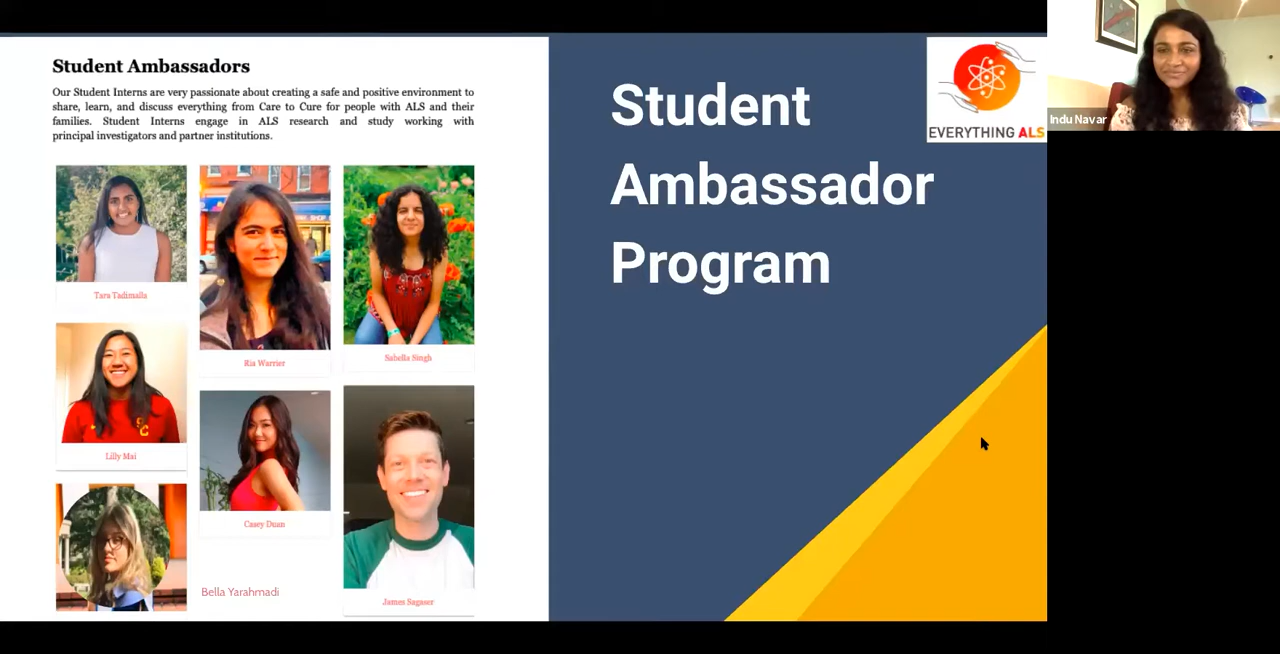 Student Ambassadors
Our Student Interns are very passionate about creating a safe and positive environment to
share, learn, and discuss everything from Care to Cure for people with ALS and their
families. Student Interns engage in ALS research and study working with
principal investigators and partner institutions.
Tara Tadimalla
Ria Warrier
Sabella Singh
Lilly Mai
Casey Duan
Bella Yarahmadi
James Sagaser
Student
Ambassador
Program
EVERYTHING ALS
Indu Navar